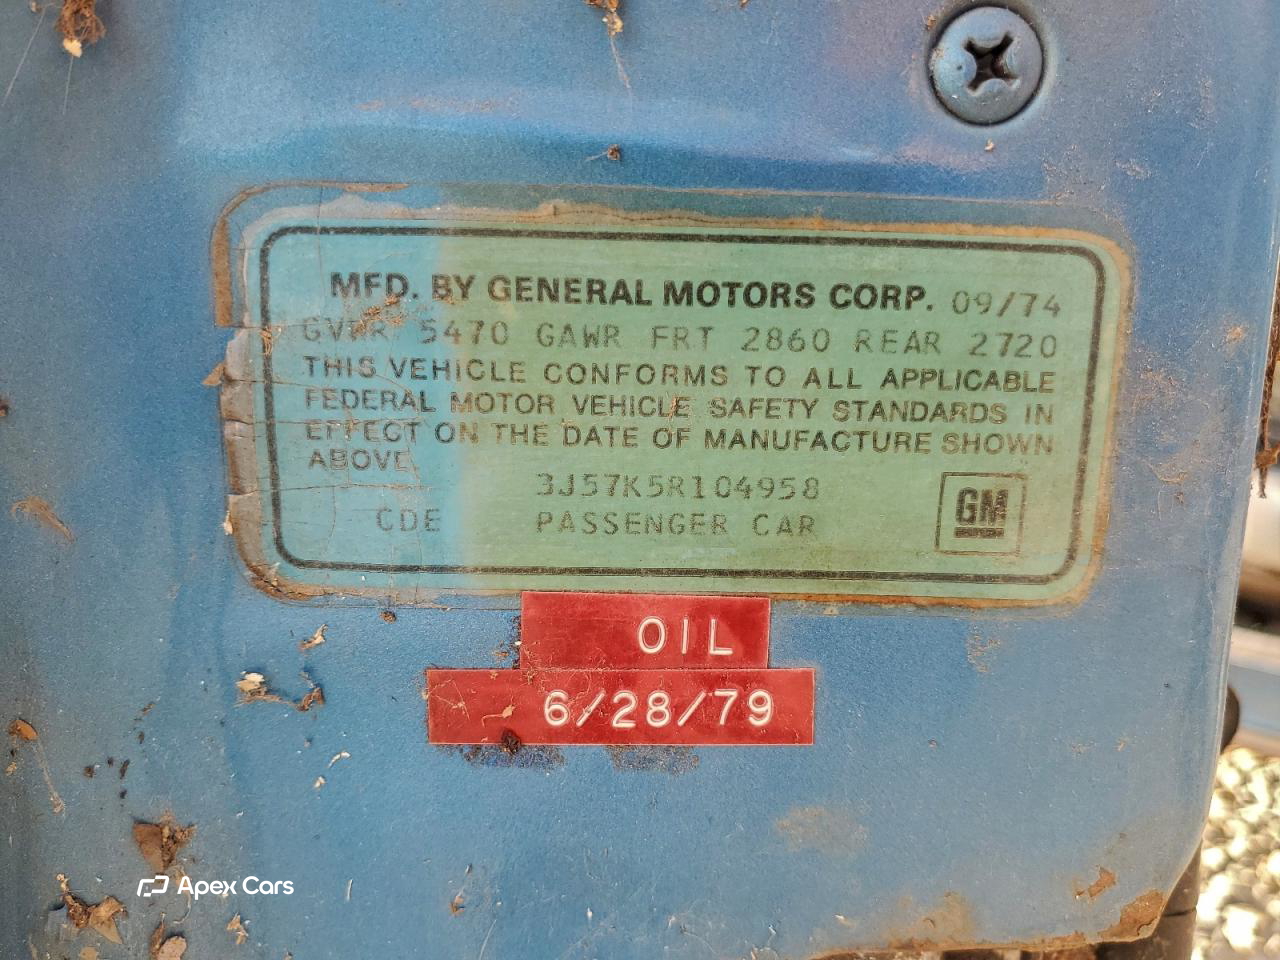 MFD. BY GENERAL MOTORS CORP. 09/74
GVWR 5470 GAWR FRT 2860 REAR 2720
THIS VEHICLE CONFORMS TO ALL APPLICABLE
FEDERAL MOTOR VEHICLE SAFETY STANDARDS IN
EFFECT ON THE DATE OF MANUFACTURE SHOWN
ABOVE
3J57K5R104958
CDE PASSENGER CAR
GM
OIL
6/28/79
Apex Cars